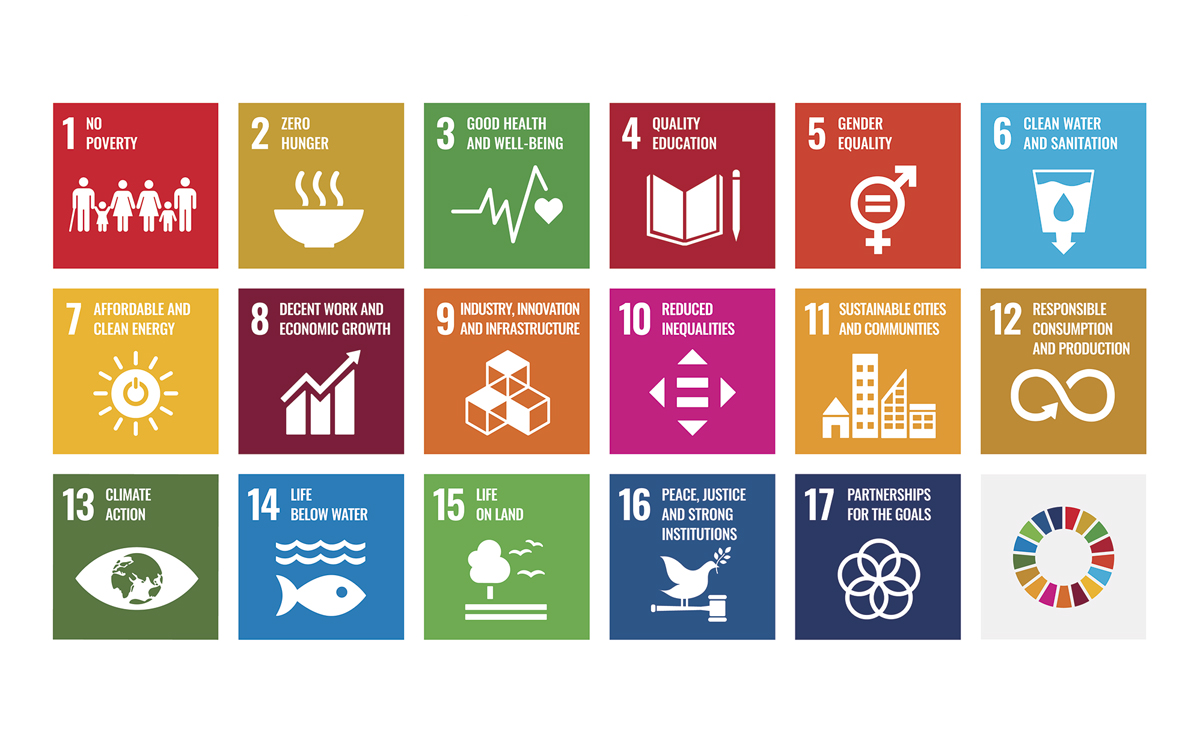 1 NO
POVERTY
2 ZERO
HUNGER
3 GOOD HEALTH
AND WELL-BEING
4 QUALITY
EDUCATION
5 GENDER
EQUALITY
6 CLEAN WATER
AND SANITATION
7 AFFORDABLE AND
CLEAN ENERGY
8 DECENT WORK AND
ECONOMIC GROWTH
9 INDUSTRY, INNOVATION
AND INFRASTRUCTURE
10 REDUCED
INEQUALITIES
11 SUSTAINABLE CITIES
AND COMMUNITIES
12 RESPONSIBLE
CONSUMPTION
AND PRODUCTION
13 CLIMATE
ACTION
14 LIFE
BELOW WATER
15 LIFE
ON LAND
16 PEACE, JUSTICE
AND STRONG
INSTITUTIONS
17 PARTNERSHIPS
FOR THE GOALS